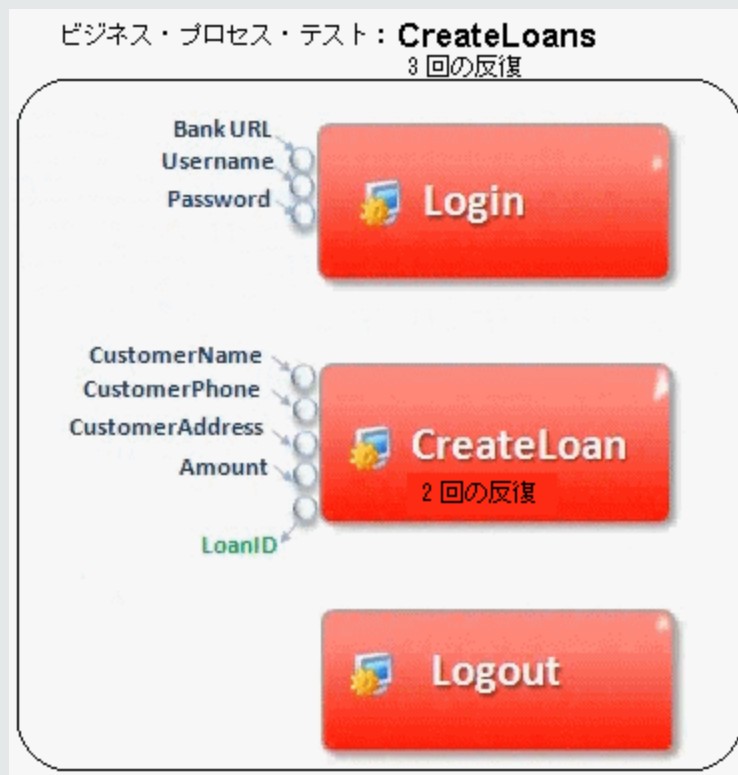 ビジネス・プロセス・テスト：CreateLoans
3 回の反復
Bank URL
Username
Password
Login
CustomerName
CustomerPhone
CustomerAddress
Amount
LoanID
CreateLoan
2 回の反復
Logout